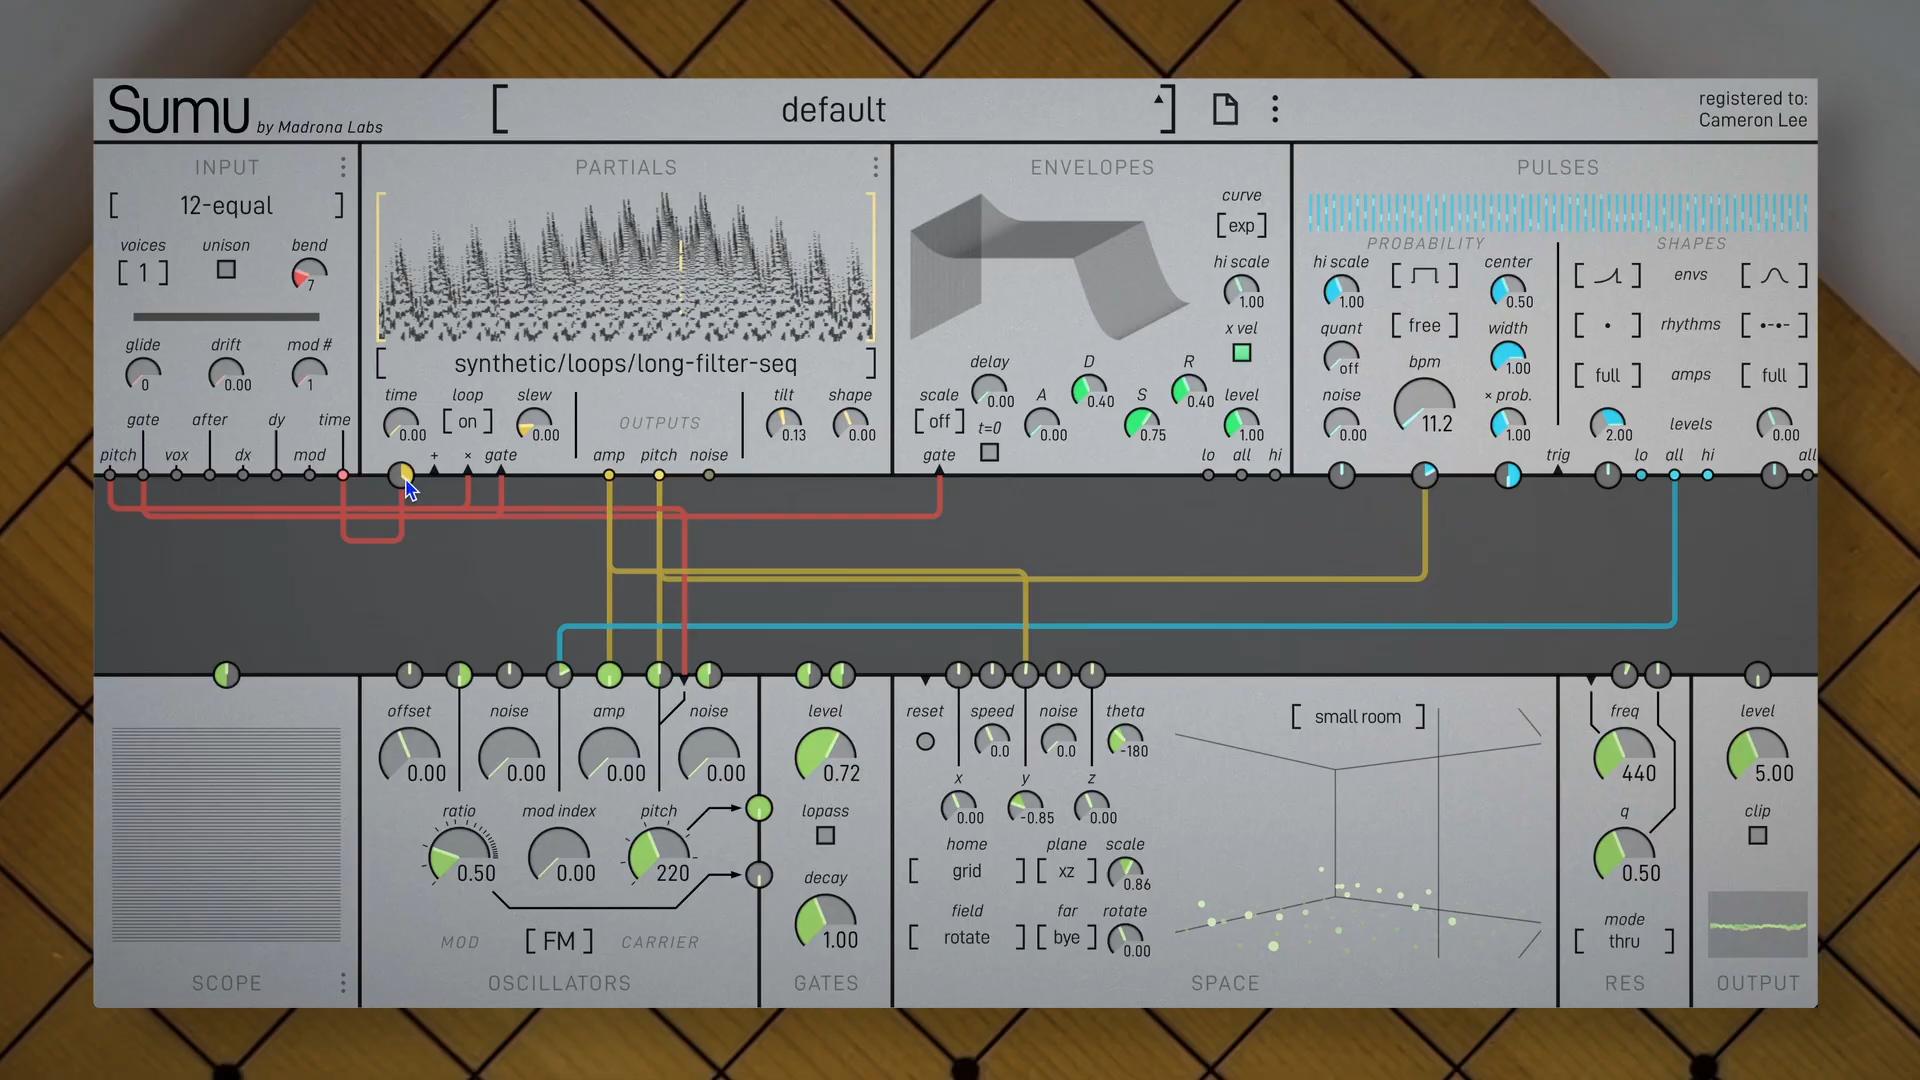 Sumu by Madrona Labs
default
registered to:
Cameron Lee
INPUT
12-equal
voices unison bend
1
7
glide drift mod #
0 0.00 1
gate after dy time
pitch vox dx mod
PARTIALS
synthetic/loops/long-filter-seq
time loop slew
0.00 on 0.00
OUTPUTS
tilt shape
0.13 0.00
+ × gate
amp pitch noise
ENVELOPES
curve
exp
hi scale
1.00
x vel
delay D R
0.00 0.40 0.40
scale A S level
off 0.00 0.75 1.00
t=0
gate
lo all hi
PULSES
PROBABILITY SHAPES
hi scale center
1.00 0.50
envs
quant free width
off 1.00
rhythms
bpm
11.2
full amps full
noise × prob.
0.00 1.00
2.00 levels 0.00
trig lo all hi all
offset noise amp noise
0.00 0.00 0.00 0.00
ratio mod index pitch
0.50 0.00 220
MOD FM CARRIER
SCOPE
OSCILLATORS
level
0.72
lopass
decay
1.00
GATES
reset speed noise theta
0.0 0.0 -180
x y z
0.00 -0.85 0.00
home plane scale
grid xz 0.86
field far rotate
rotate bye 0.00
small room
SPACE
freq
440
q
0.50
mode
thru
RES
level
5.00
clip
OUTPUT